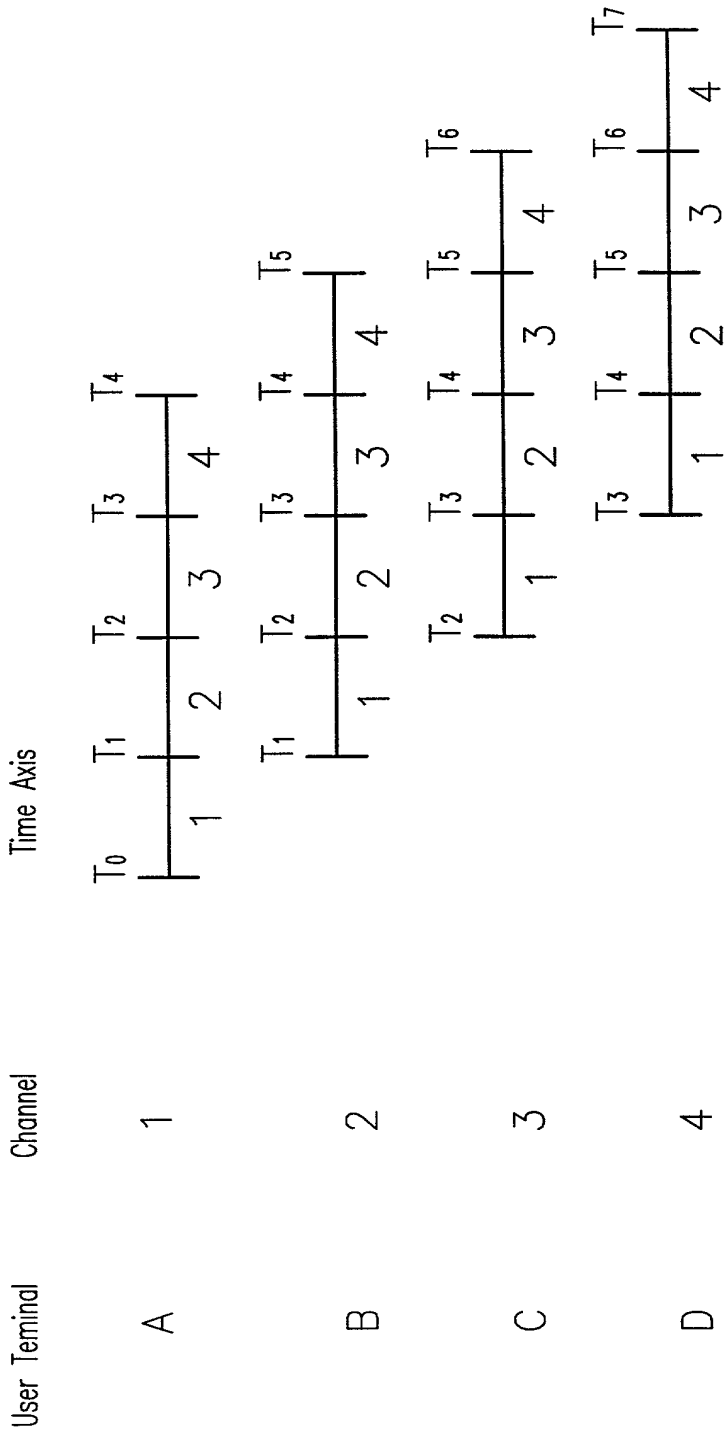 User Teminal Channel Time Axis
T0 T1 T2 T3 T4
A 1
1 2 3 4
T1 T2 T3 T4 T5
B 2
1 2 3 4
T2 T3 T4 T5 T6
C 3
1 2 3 4
T3 T4 T5 T6 T7
D 4
1 2 3 4